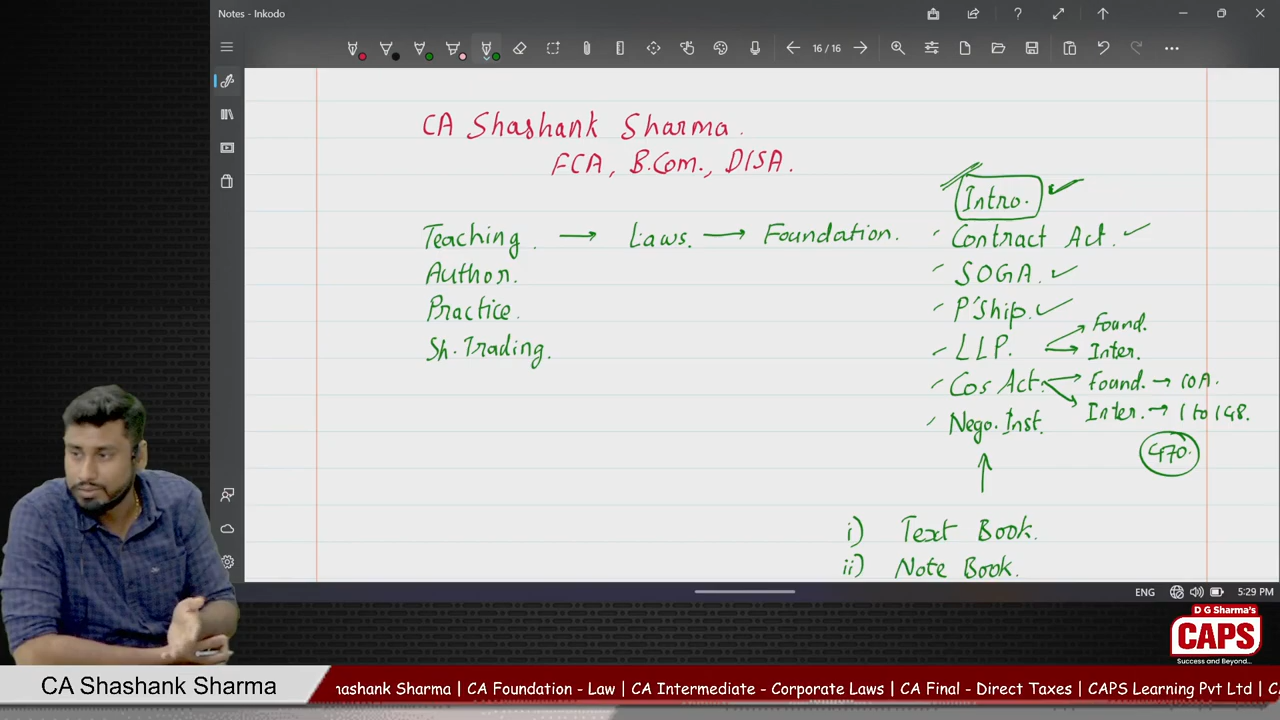 Notes - Inkodo
16/16
CA Shashank Sharma.
FCA, B.Com., DISA.
Intro.
Teaching. → Laws. → Foundation.
Contract Act.
Author.
SOGA.
Practice.
P'Ship.
Found.
Sh. Trading.
LLP.
Inter.
Cos Act.
Found. → COA.
Inter. → 1 to 148.
Nego. Inst.
470.
i) Text Book.
ii) Note Book.
ENG
5:29 PM
D G Sharma's
CAPS
Success and Beyond...
CA Shashank Sharma
hashank Sharma | CA Foundation - Law | CA Intermediate - Corporate Laws | CA Final - Direct Taxes | CAPS Learning Pvt Ltd | C